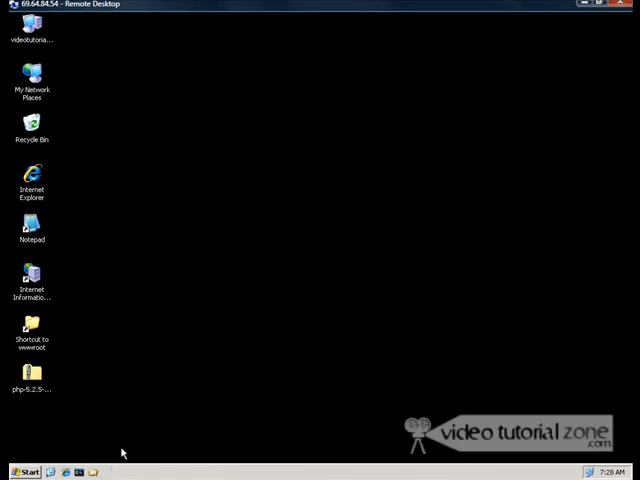 69.64.84.54 - Remote Desktop
videotutoria...
My Network
Places
Recycle Bin
Internet
Explorer
Notepad
Internet
Informatio...
Shortcut to
wwwroot
php-5.2.5-...
video tutorial zone
.com
Start
7:28 AM